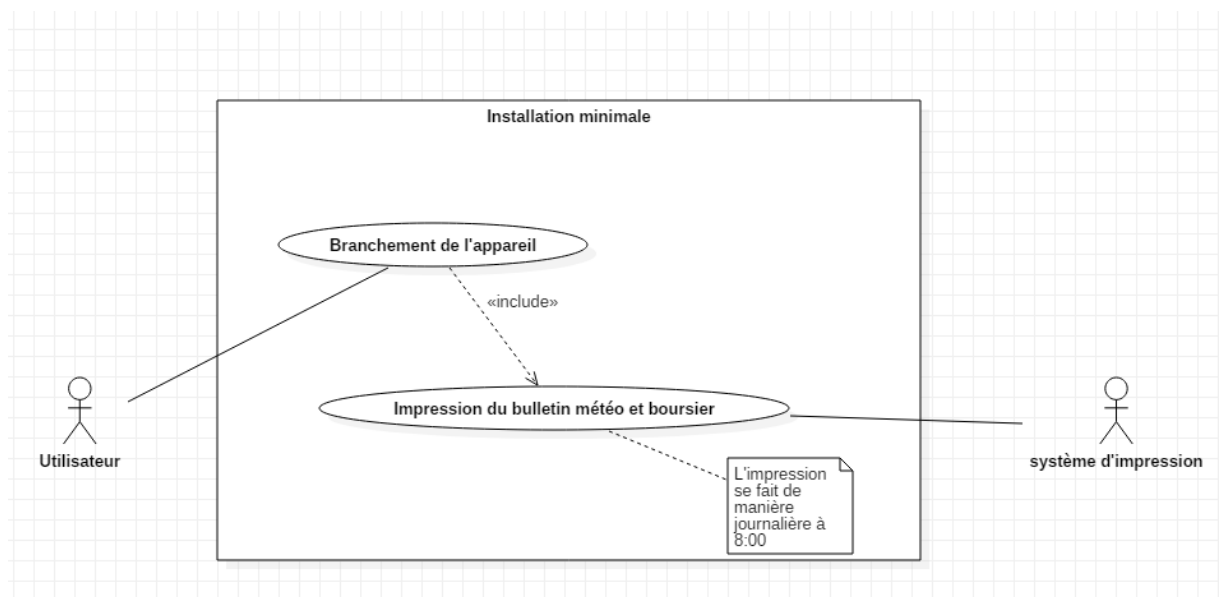 Installation minimale
Branchement de l'appareil
«include»
Impression du bulletin météo et boursier
Utilisateur
système d'impression
L'impression
se fait de
manière
journalière à
8:00